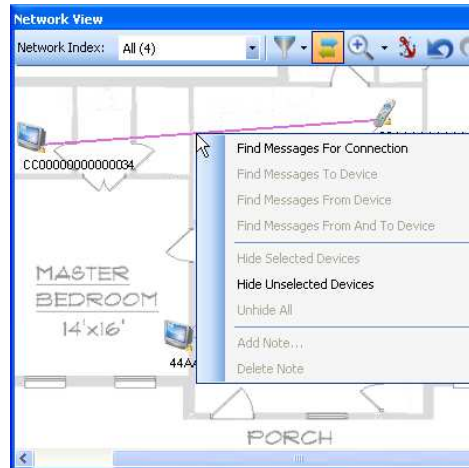 Network View
Network Index: All (4)
CC00000000000034
Find Messages For Connection
Find Messages To Device
Find Messages From Device
Find Messages From And To Device
Hide Selected Devices
Hide Unselected Devices
Unhide All
Add Note...
Delete Note
MASTER
BEDROOM
14'x16'
44A
PORCH